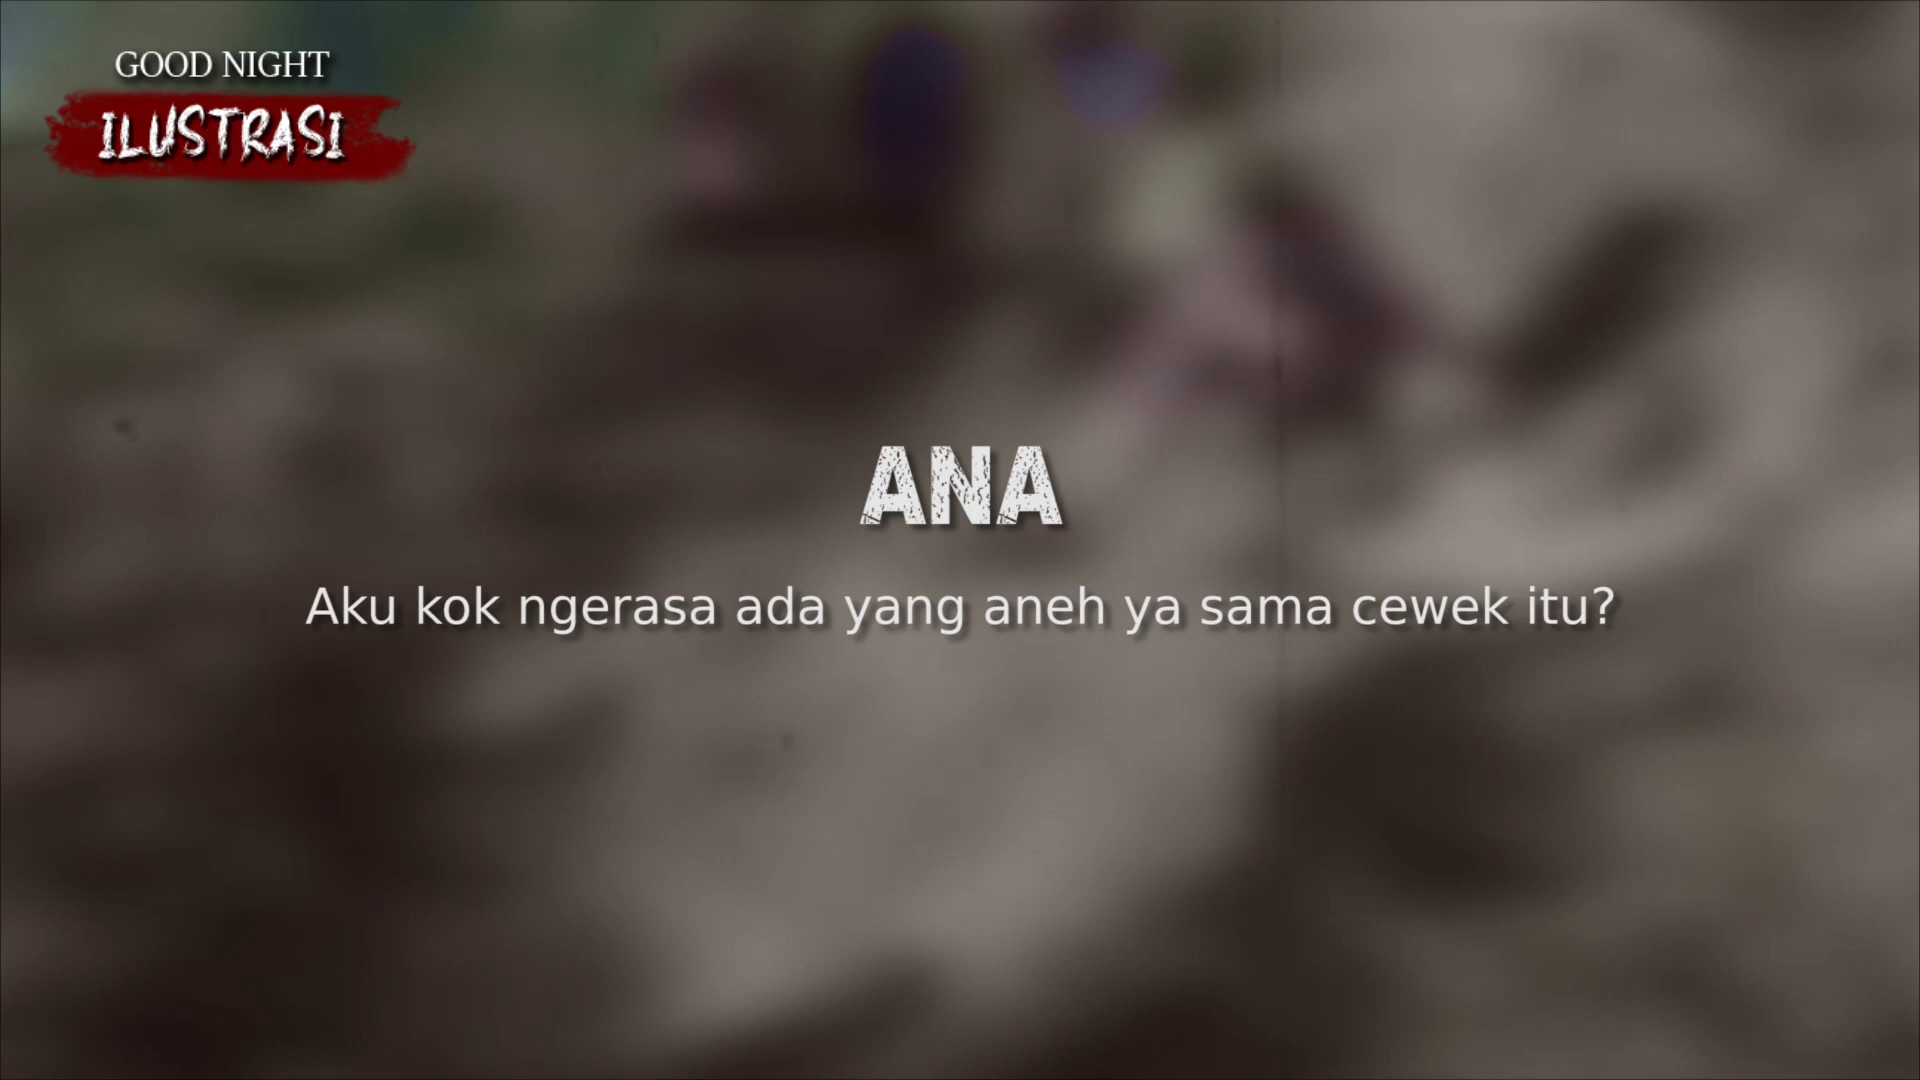 GOOD NIGHT
ILUSTRASI
ANA
Aku kok ngerasa ada yang aneh ya sama cewek itu?